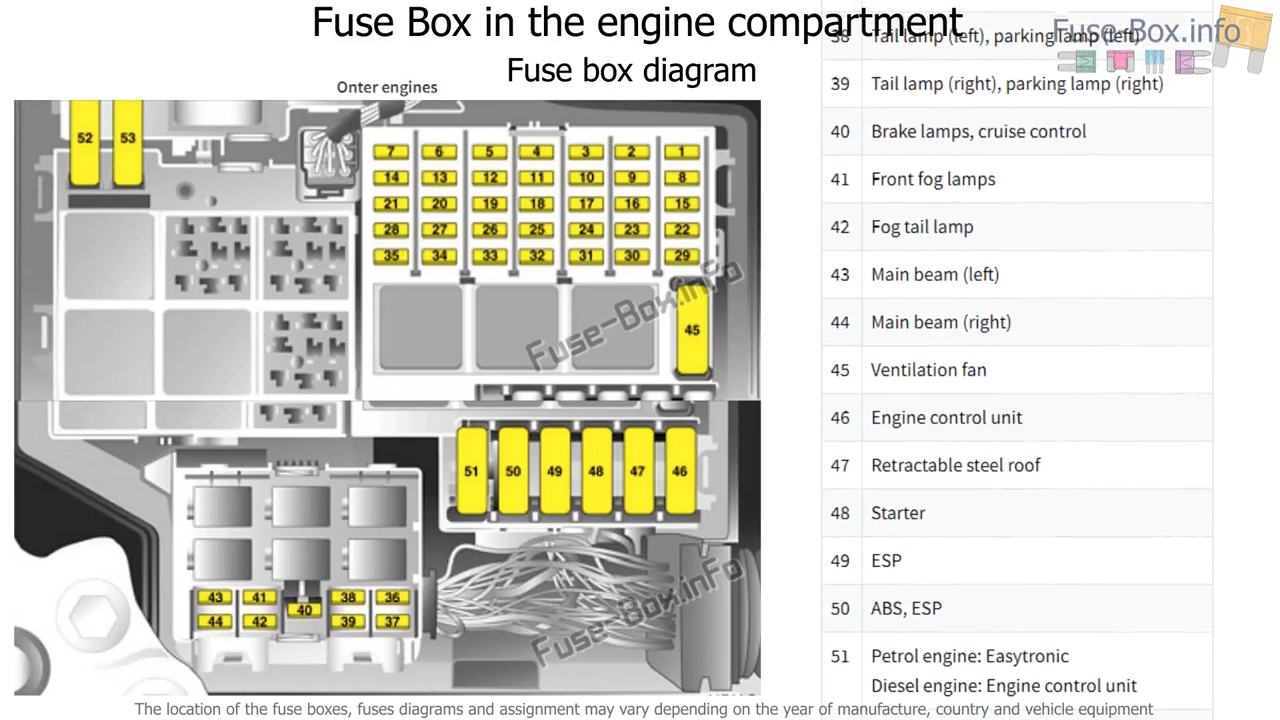 Fuse Box in the engine compartment
Fuse-Box.info
Fuse box diagram
Onter engines
52 53
7 6 5 4 3 2 1
14 13 12 11 10 9 8
21 20 19 18 17 16 15
28 27 26 25 24 23 22
35 34 33 32 31 30 29
45
Fuse-Box.info
51 50 49 48 47 46
43 41 40 38 36
44 42 39 37
Fuse-Box.info
38 Tail lamp (left), parking lamp (left)
39 Tail lamp (right), parking lamp (right)
40 Brake lamps, cruise control
41 Front fog lamps
42 Fog tail lamp
43 Main beam (left)
44 Main beam (right)
45 Ventilation fan
46 Engine control unit
47 Retractable steel roof
48 Starter
49 ESP
50 ABS, ESP
51 Petrol engine: Easytronic
Diesel engine: Engine control unit
The location of the fuse boxes, fuses diagrams and assignment may vary depending on the year of manufacture, country and vehicle equipment